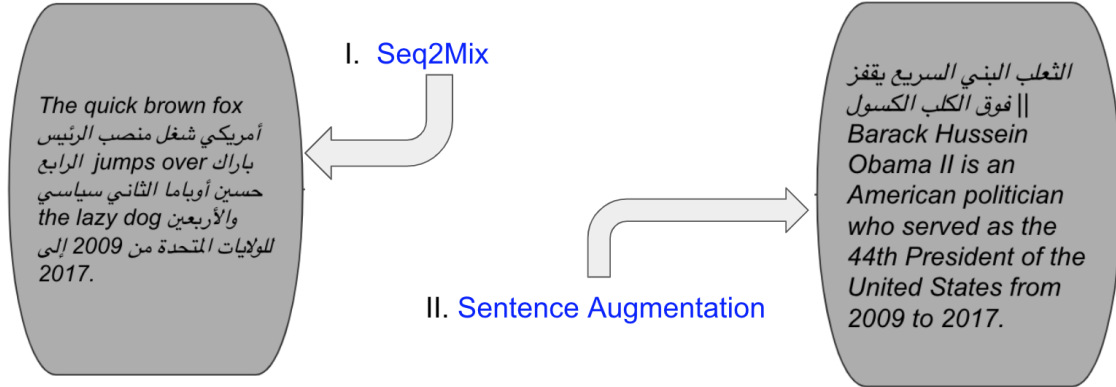 The quick brown fox
أمريكي شغل منصب الرئيس
الرابع jumps over باراك
حسين أوباما الثاني سياسي
the lazy dog والأربعين
للولايات المتحدة من 2009 إلى
2017.
I. Seq2Mix
II. Sentence Augmentation
الثعلب البني السريع يقفز
فوق الكلب الكسول ||
Barack Hussein
Obama II is an
American politician
who served as the
44th President of the
United States from
2009 to 2017.